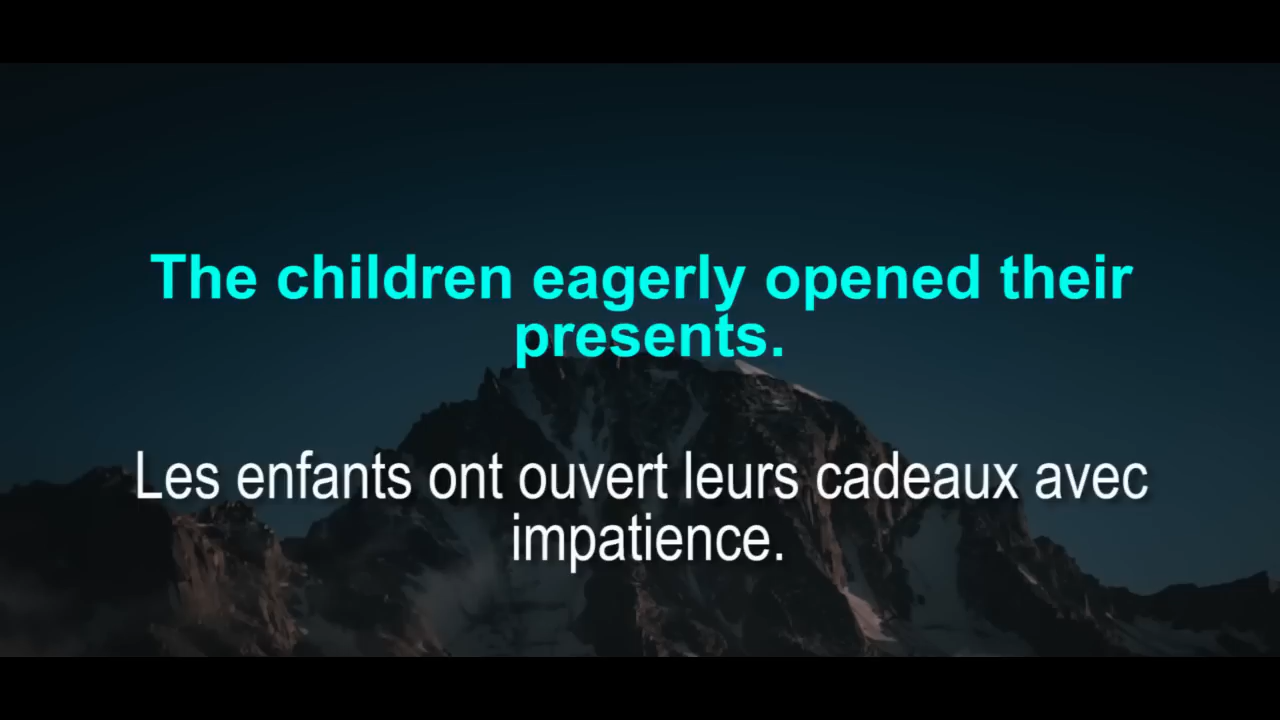 The children eagerly opened their
presents.
Les enfants ont ouvert leurs cadeaux avec
impatience.